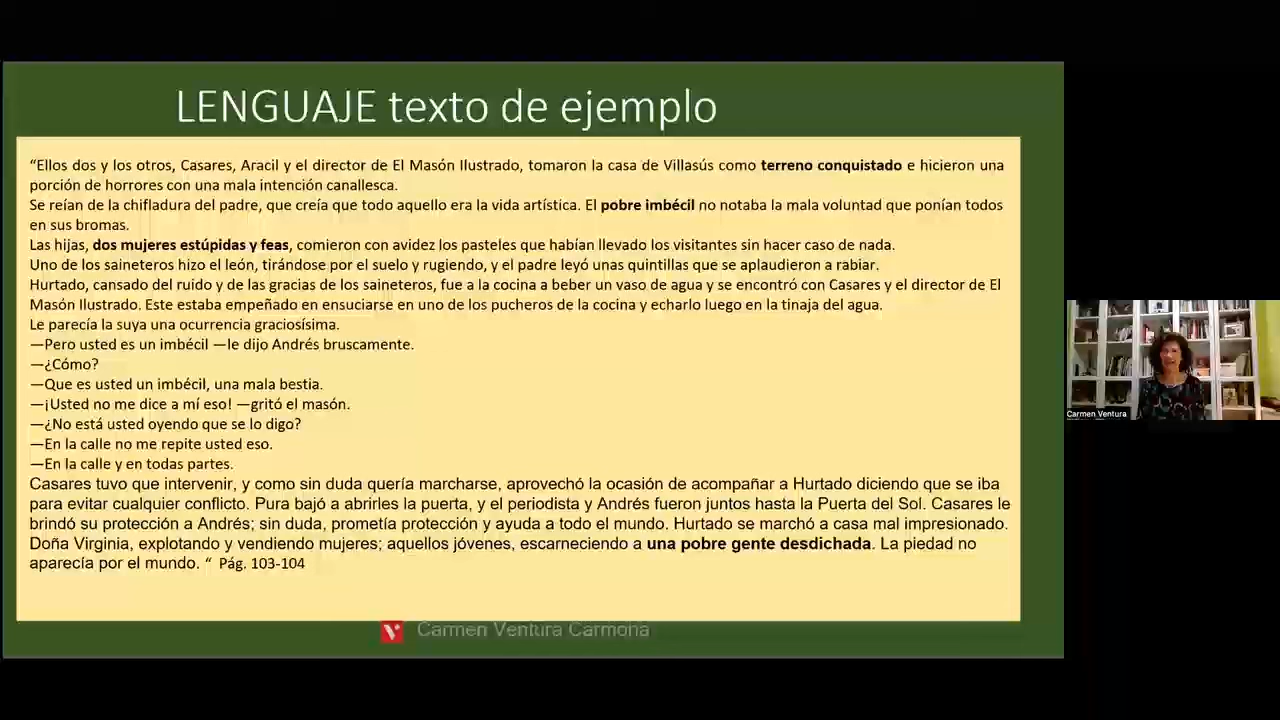 LENGUAJE texto de ejemplo
“Ellos dos y los otros, Casares, Aracil y el director de El Masón Ilustrado, tomaron la casa de Villasús como terreno conquistado e hicieron una
porción de horrores con una mala intención canallesca.
Se reían de la chifladura del padre, que creía que todo aquello era la vida artística. El pobre imbécil no notaba la mala voluntad que ponían todos
en sus bromas.
Las hijas, dos mujeres estúpidas y feas, comieron con avidez los pasteles que habían llevado los visitantes sin hacer caso de nada.
Uno de los saineteros hizo el león, tirándose por el suelo y rugiendo, y el padre leyó unas quintillas que se aplaudieron a rabiar.
Hurtado, cansado del ruido y de las gracias de los saineteros, fue a la cocina a beber un vaso de agua y se encontró con Casares y el director de El
Masón Ilustrado. Este estaba empeñado en ensuciarse en uno de los pucheros de la cocina y echarlo luego en la tinaja del agua.
Le parecía la suya una ocurrencia graciosísima.
—Pero usted es un imbécil —le dijo Andrés bruscamente.
—¿Cómo?
—Que es usted un imbécil, una mala bestia.
—¡Usted no me dice a mí eso! —gritó el masón.
—¿No está usted oyendo que se lo digo?
—En la calle no me repite usted eso.
—En la calle y en todas partes.
Casares tuvo que intervenir, y como sin duda quería marcharse, aprovechó la ocasión de acompañar a Hurtado diciendo que se iba
para evitar cualquier conflicto. Pura bajó a abrirles la puerta, y el periodista y Andrés fueron juntos hasta la Puerta del Sol. Casares le
brindó su protección a Andrés; sin duda, prometía protección y ayuda a todo el mundo. Hurtado se marchó a casa mal impresionado.
Doña Virginia, explotando y vendiendo mujeres; aquellos jóvenes, escarneciendo a una pobre gente desdichada. La piedad no
aparecía por el mundo. “ Pág. 103-104
Carmen Ventura Carmona
Carmen Ventura